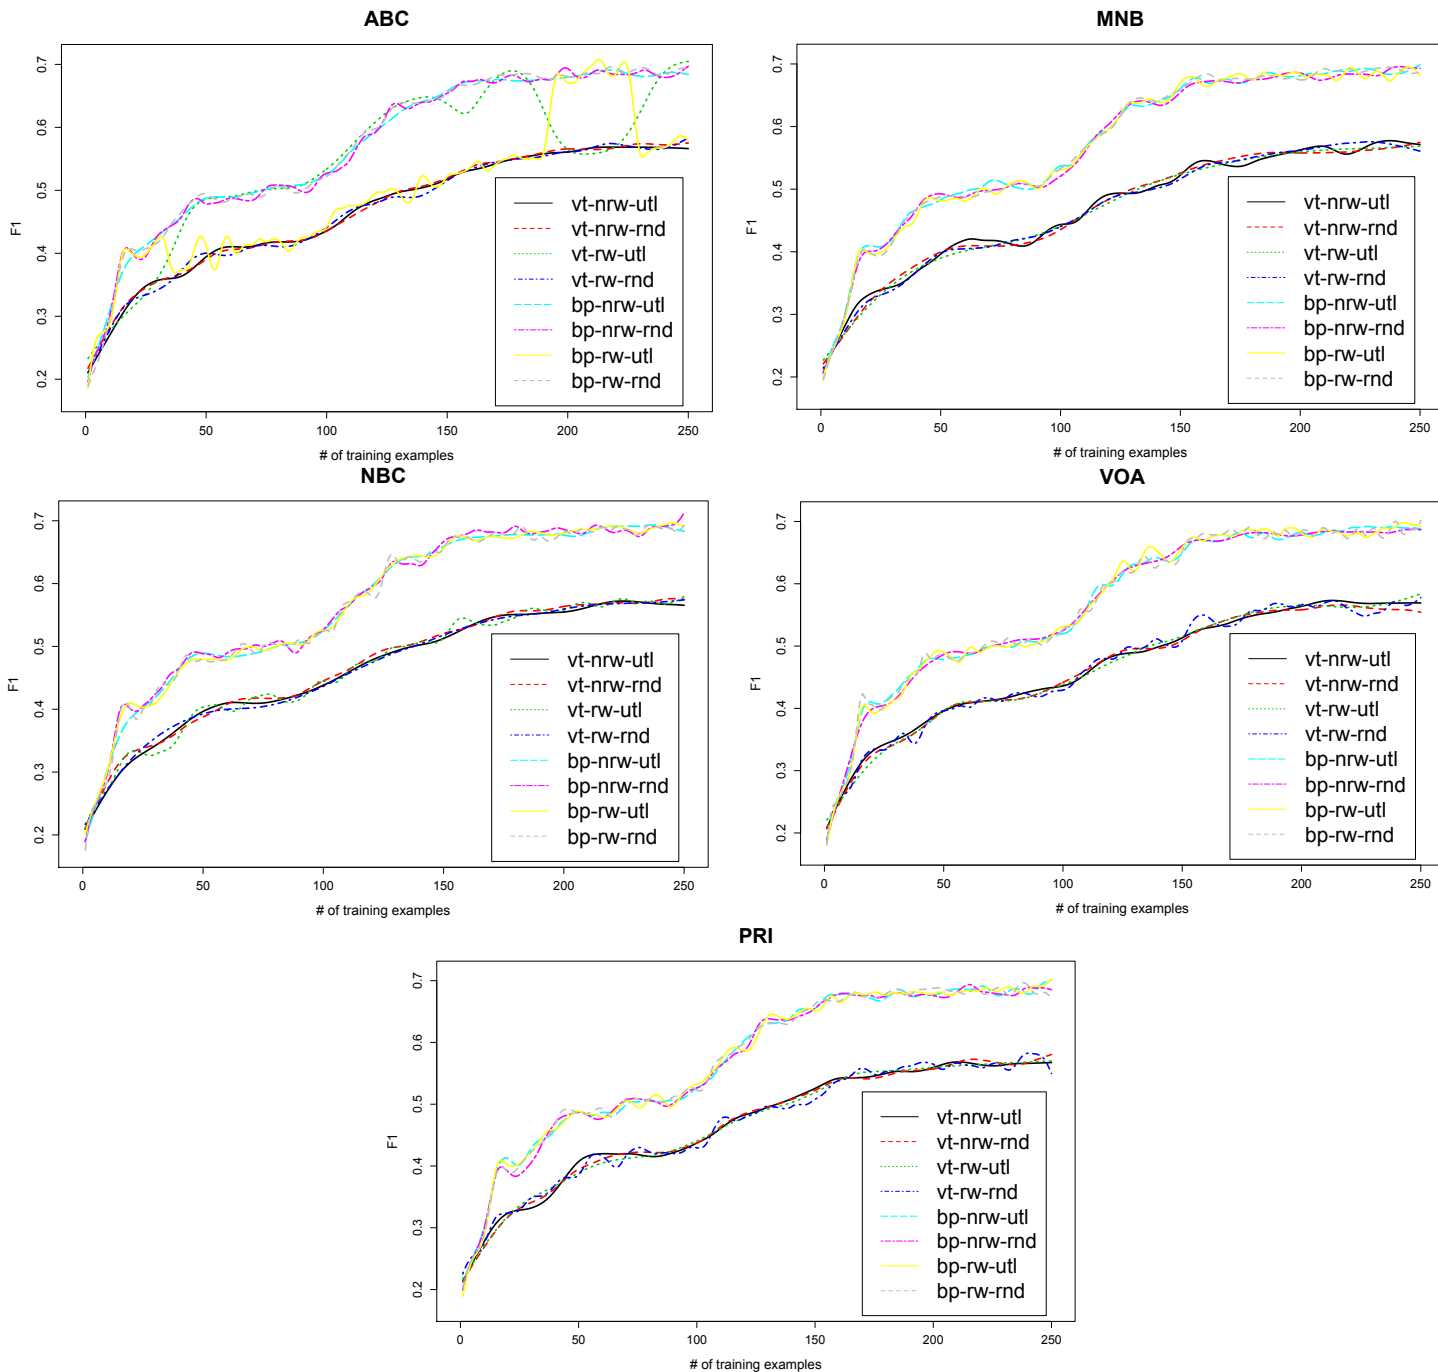 ABC
F1
0.7
0.6
0.5
0.4
0.3
0.2
vt-nrw-utl
vt-nrw-rnd
vt-rw-utl
vt-rw-rnd
bp-nrw-utl
bp-nrw-rnd
bp-rw-utl
bp-rw-rnd
0 50 100 150 200 250
# of training examples
MNB
F1
0.7
0.6
0.5
0.4
0.3
0.2
vt-nrw-utl
vt-nrw-rnd
vt-rw-utl
vt-rw-rnd
bp-nrw-utl
bp-nrw-rnd
bp-rw-utl
bp-rw-rnd
0 50 100 150 200 250
# of training examples
NBC
F1
0.7
0.6
0.5
0.4
0.3
0.2
vt-nrw-utl
vt-nrw-rnd
vt-rw-utl
vt-rw-rnd
bp-nrw-utl
bp-nrw-rnd
bp-rw-utl
bp-rw-rnd
0 50 100 150 200 250
# of training examples
VOA
F1
0.7
0.6
0.5
0.4
0.3
0.2
vt-nrw-utl
vt-nrw-rnd
vt-rw-utl
vt-rw-rnd
bp-nrw-utl
bp-nrw-rnd
bp-rw-utl
bp-rw-rnd
0 50 100 150 200 250
# of training examples
PRI
F1
0.7
0.6
0.5
0.4
0.3
0.2
vt-nrw-utl
vt-nrw-rnd
vt-rw-utl
vt-rw-rnd
bp-nrw-utl
bp-nrw-rnd
bp-rw-utl
bp-rw-rnd
0 50 100 150 200 250
# of training examples